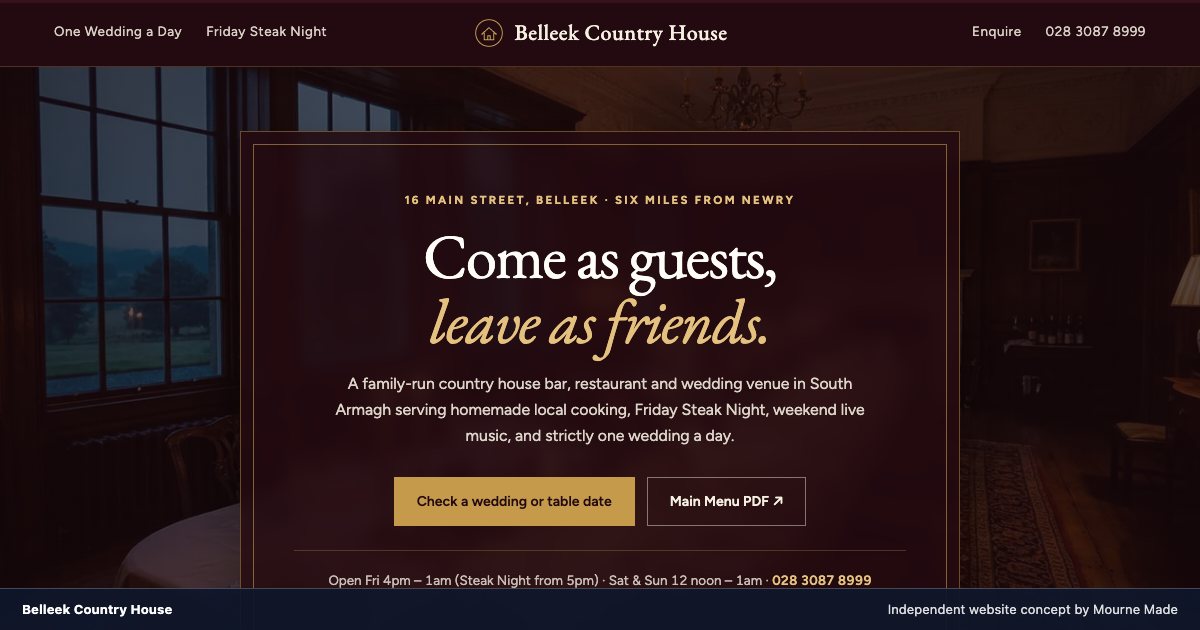 One Wedding a Day
Friday Steak Night
Belleek Country House
Enquire
028 3087 8999
16 MAIN STREET, BELLEEK · SIX MILES FROM NEWRY
Come as guests,
leave as friends.
A family-run country house bar, restaurant and wedding venue in South
Armagh serving homemade local cooking, Friday Steak Night, weekend live
music, and strictly one wedding a day.
Check a wedding or table date
Main Menu PDF ↗
Open Fri 4pm – 1am (Steak Night from 5pm) · Sat & Sun 12 noon – 1am · 028 3087 8999
Belleek Country House
Independent website concept by Mourne Made